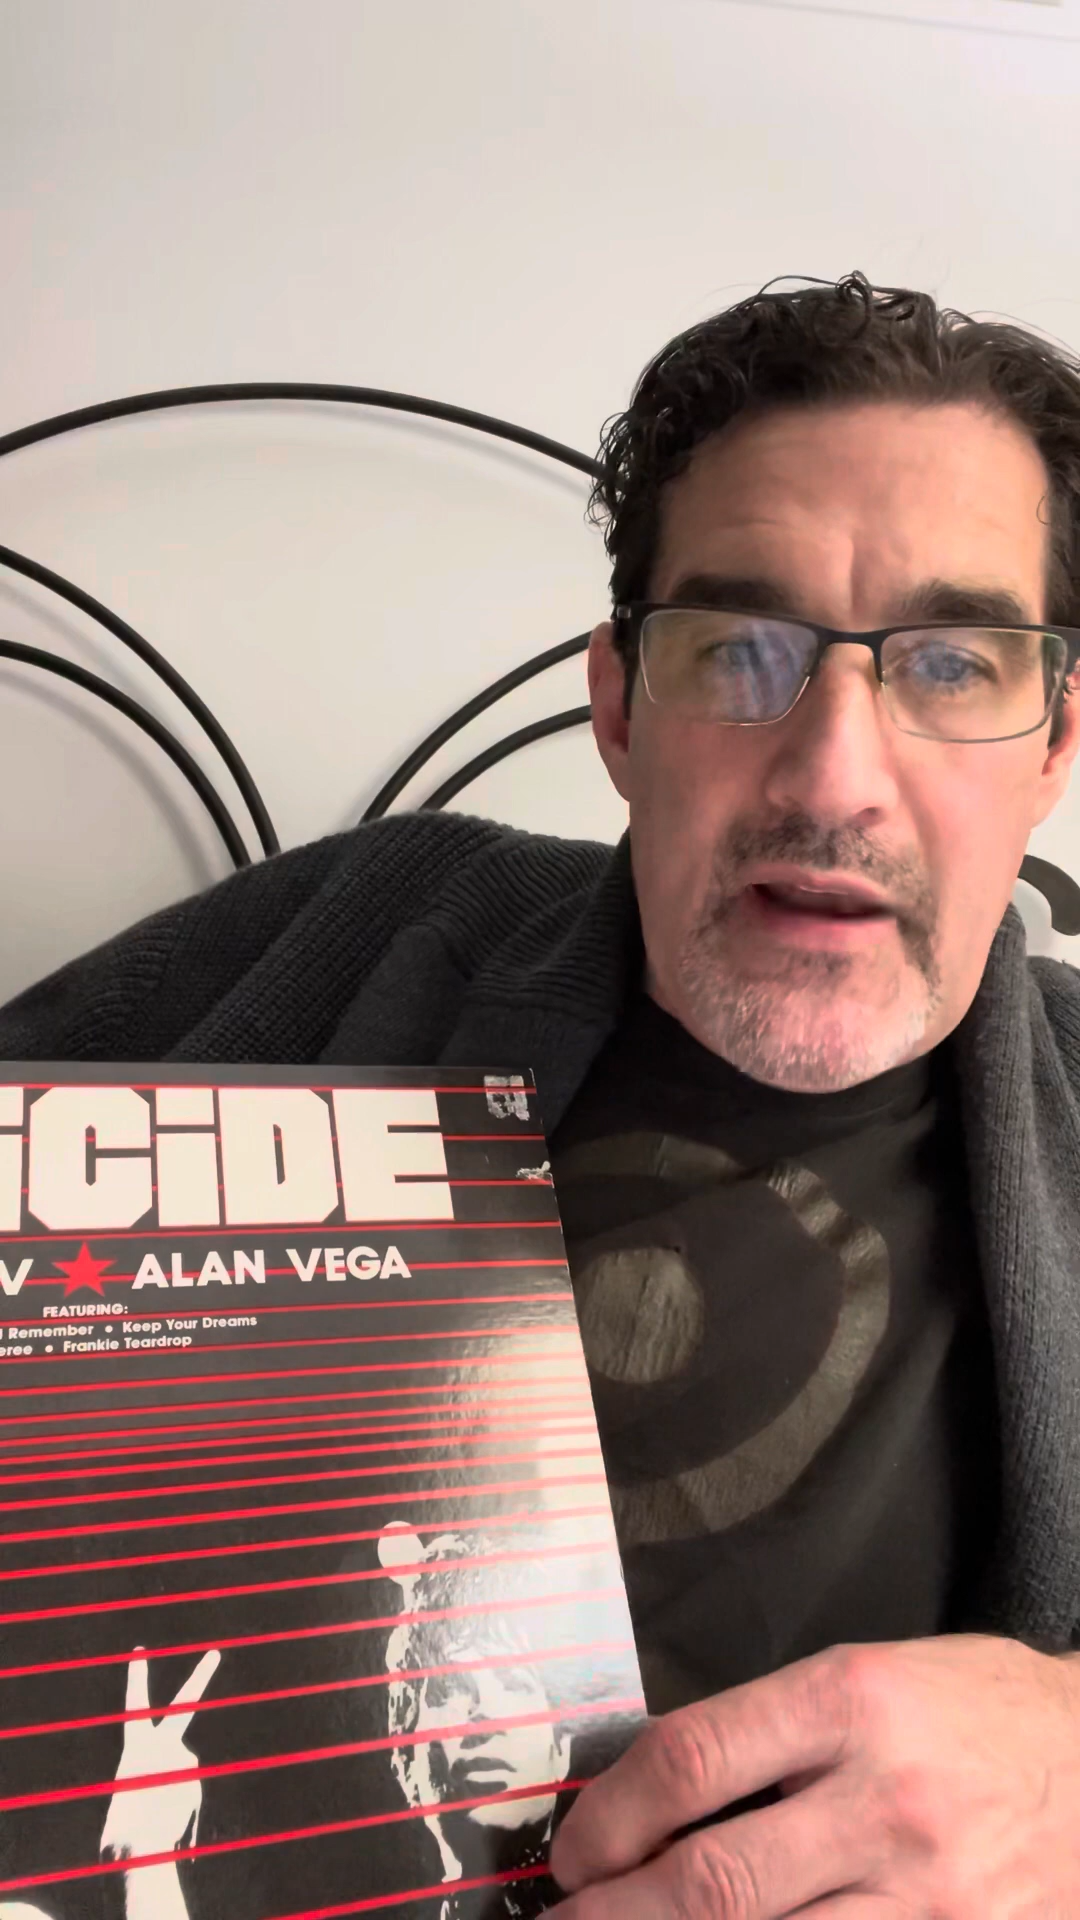 iCiDE
V ★ ALAN VEGA
FEATURING:
Remember • Keep Your Dreams
eree • Frankie Teardrop